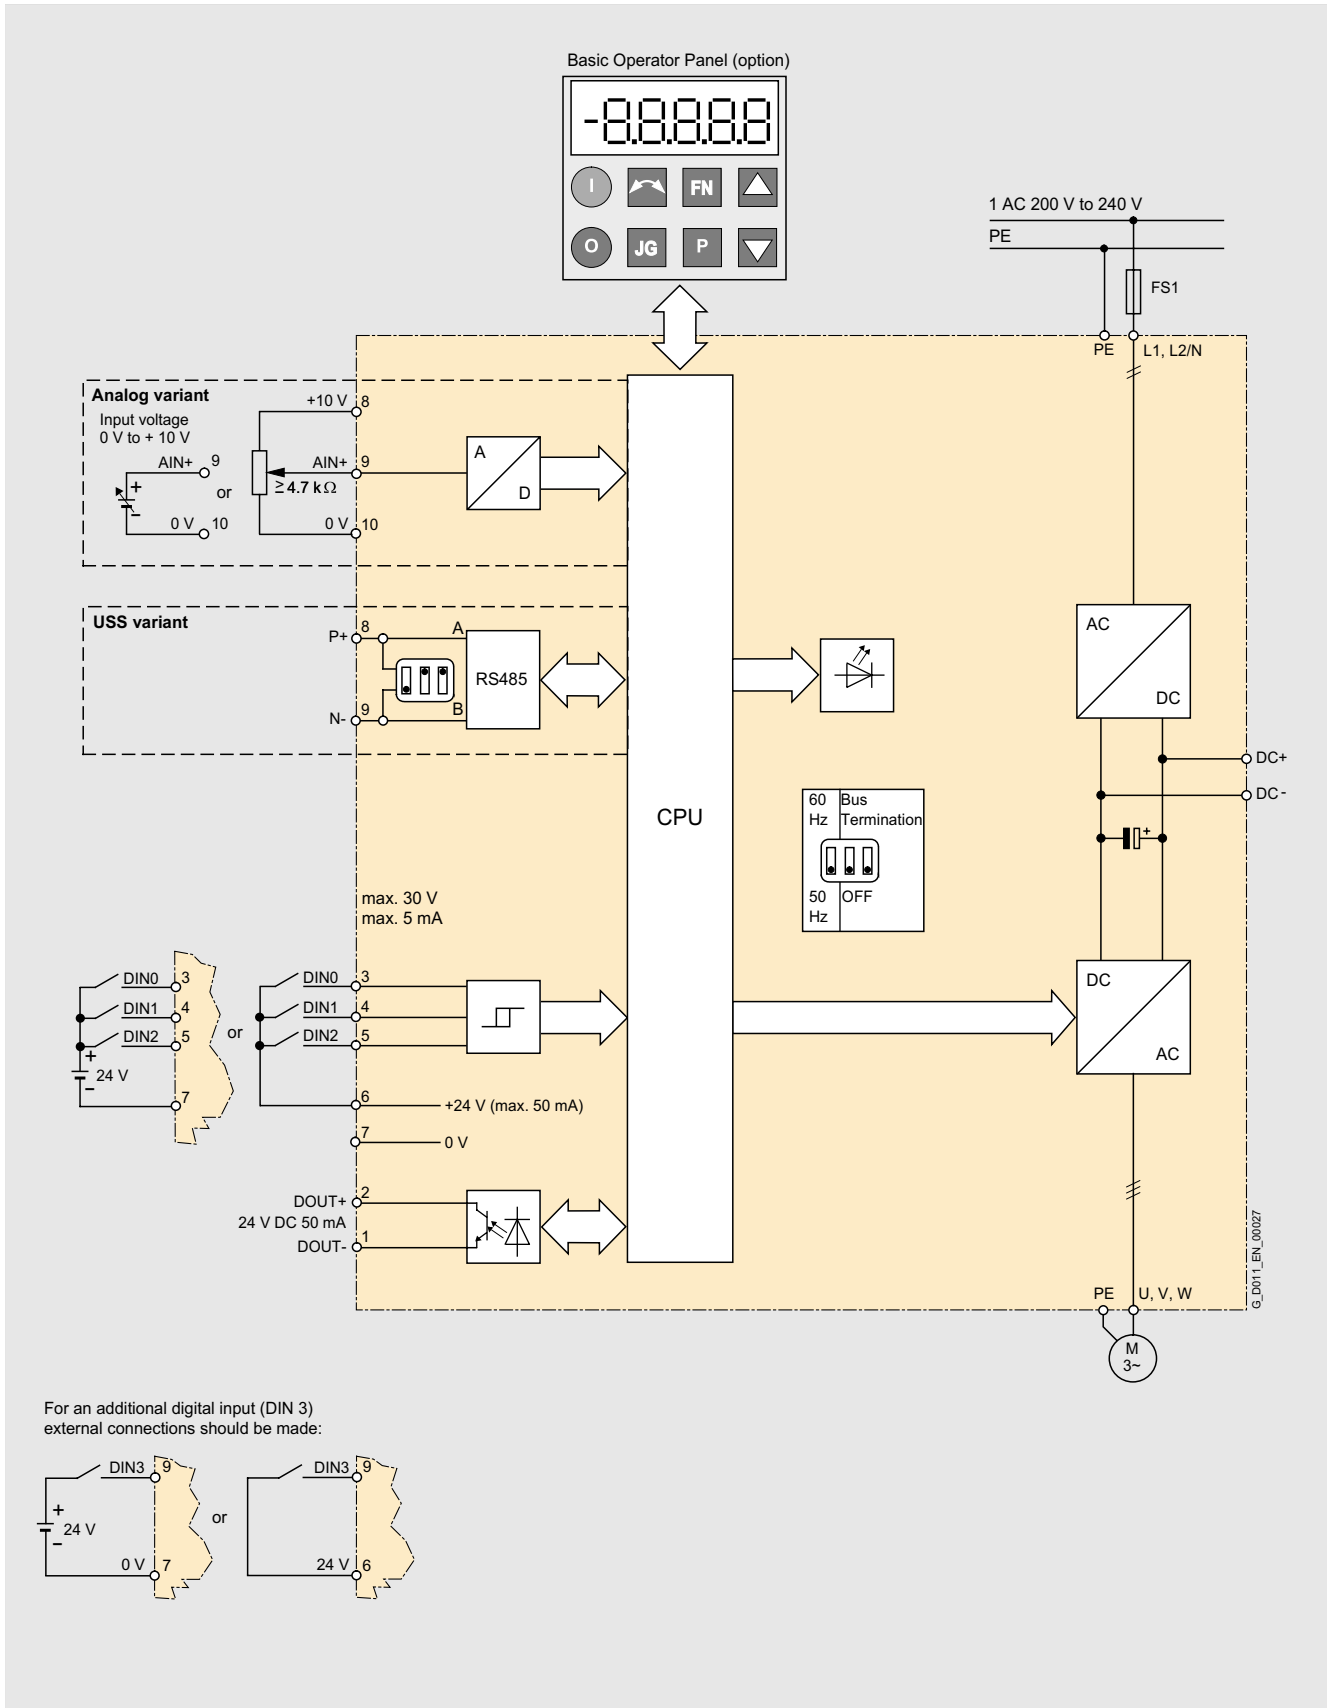 Basic Operator Panel (option)
-8.8.8.8.8
I
FN
O
JG
P
1 AC 200 V to 240 V
PE
FS1
PE
L1, L2/N
Analog variant
Input voltage
0 V to + 10 V
AIN+ 9
+
-
or
0 V 10
+10 V 8
AIN+ 9
≥ 4.7 kΩ
0 V 10
A
D
USS variant
P+ 8 A
N- 9 B
RS485
CPU
AC
DC
DC+
DC-
+
60
Hz
Bus
Termination
50
Hz
OFF
max. 30 V
max. 5 mA
DIN0 3
DIN1 4
DIN2 5
+
24 V
–
7
or
DIN0 3
DIN1 4
DIN2 5
6 +24 V (max. 50 mA)
7 0 V
DC
AC
DOUT+ 2
24 V DC 50 mA
DOUT- 1
PE
U, V, W
M
3~
G_D011_EN_00027
For an additional digital input (DIN 3)
external connections should be made:
DIN3 9
+
24 V
–
0 V 7
or
DIN3 9
24 V 6